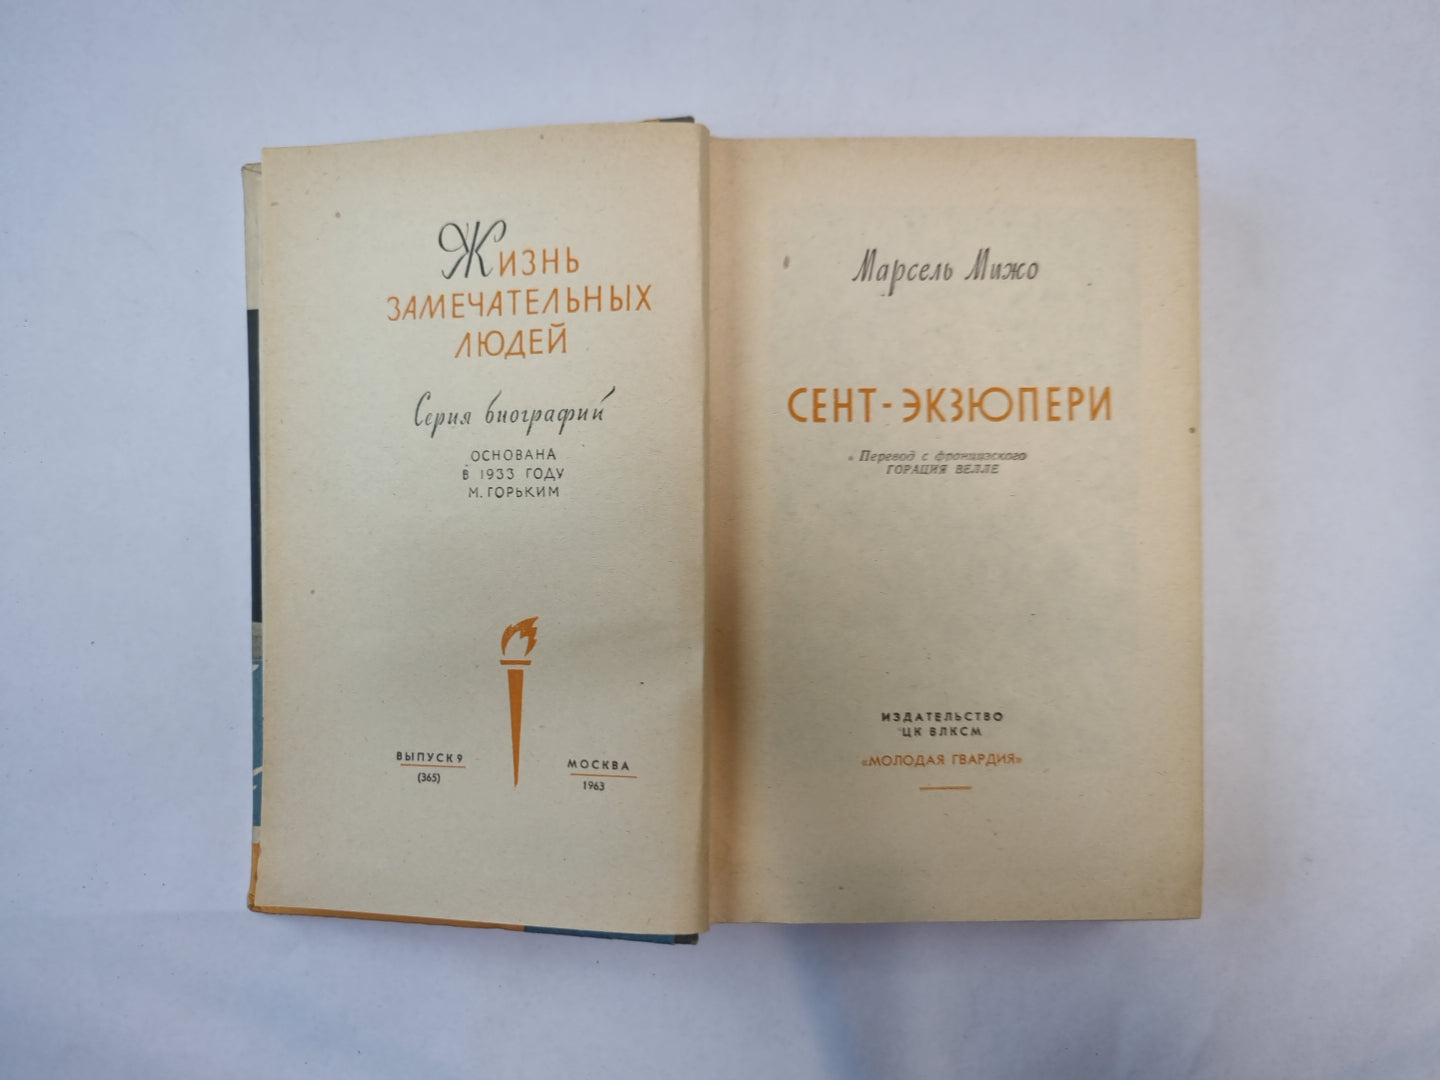 Жизнь
ЗАМЕЧАТЕЛЬНЫХ
ЛЮДЕЙ
Серия биографий
ОСНОВАНА
В 1933 ГОДУ
М. ГОРЬКИМ
ВЫПУСК 9
(365)
МОСКВА
1963
Марсель Мижо
СЕНТ-ЭКЗЮПЕРИ
Перевод с французского
ГОРАЦИЯ ВЕЛЛЕ
ИЗДАТЕЛЬСТВО
ЦК ВЛКСМ
«МОЛОДАЯ ГВАРДИЯ»